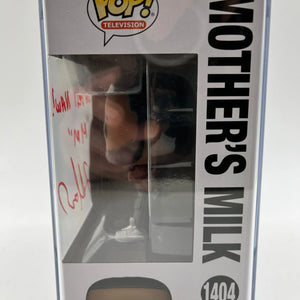 POP!
TELEVISION
MOTHER'S MILK
1404
"M.M"